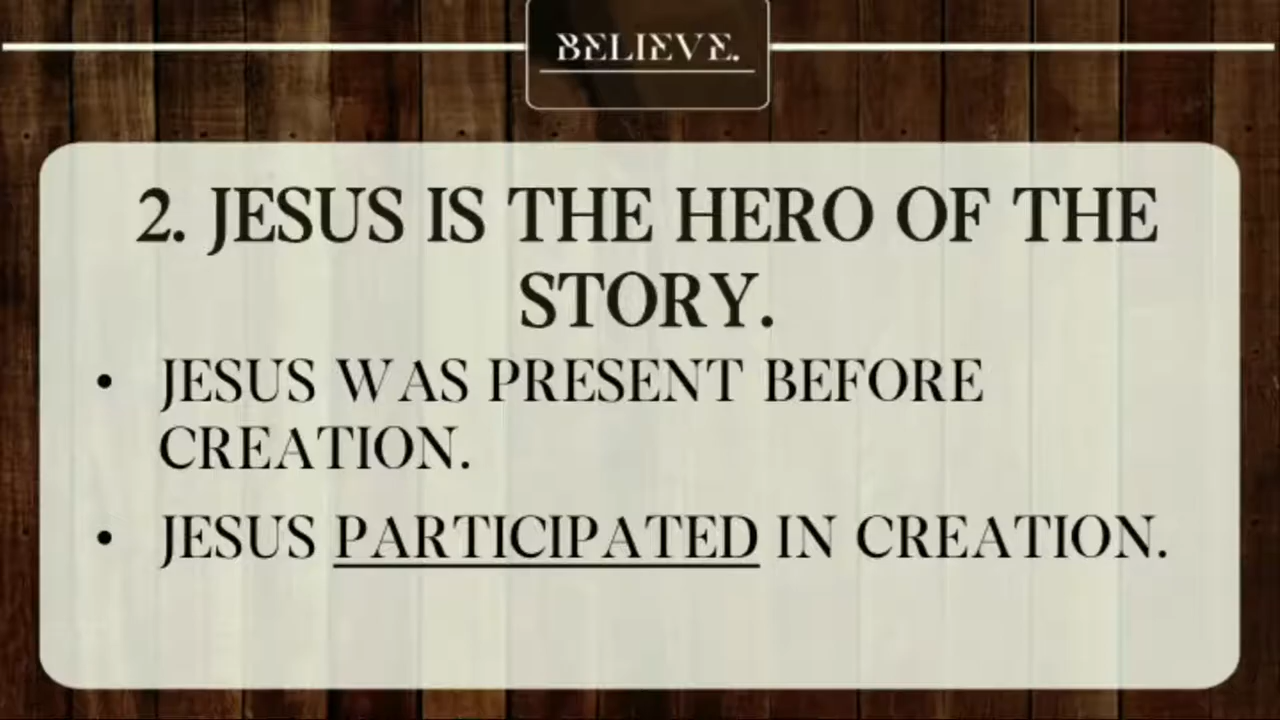 BELIEVE.
2. JESUS IS THE HERO OF THE
STORY.
• JESUS WAS PRESENT BEFORE
CREATION.
• JESUS PARTICIPATED IN CREATION.